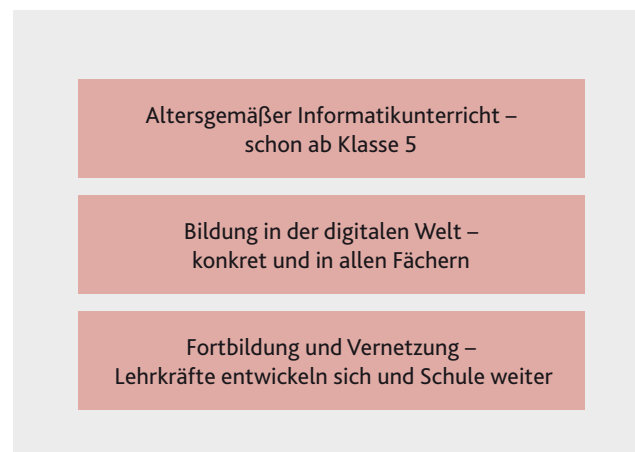 Altersgemäßer Informatikunterricht –
schon ab Klasse 5
Bildung in der digitalen Welt –
konkret und in allen Fächern
Fortbildung und Vernetzung –
Lehrkräfte entwickeln sich und Schule weiter